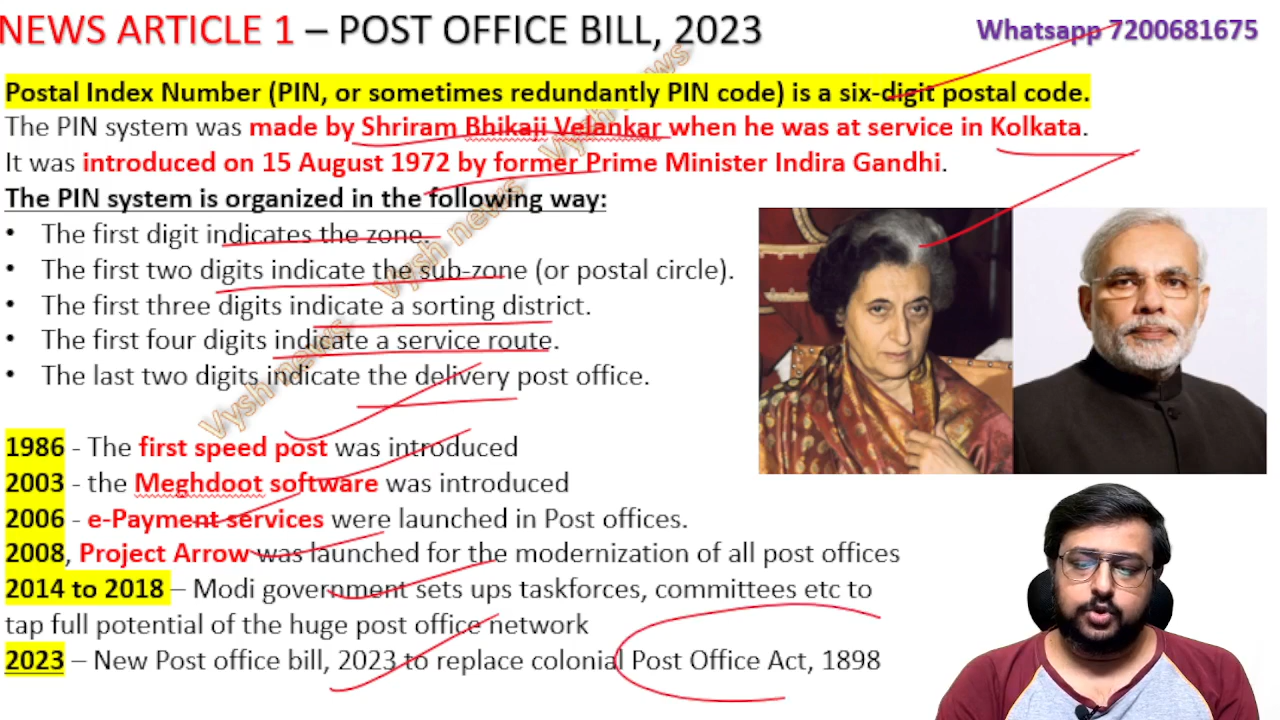 NEWS ARTICLE 1 – POST OFFICE BILL, 2023
Whatsapp 7200681675
Postal Index Number (PIN, or sometimes redundantly PIN code) is a six-digit postal code.
The PIN system was made by Shriram Bhikaji Velankar when he was at service in Kolkata.
It was introduced on 15 August 1972 by former Prime Minister Indira Gandhi.
The PIN system is organized in the following way:
• The first digit indicates the zone.
• The first two digits indicate the sub-zone (or postal circle).
• The first three digits indicate a sorting district.
• The first four digits indicate a service route.
• The last two digits indicate the delivery post office.
1986 - The first speed post was introduced
2003 - the Meghdoot software was introduced
2006 - e-Payment services were launched in Post offices.
2008, Project Arrow was launched for the modernization of all post offices
2014 to 2018 – Modi government sets ups taskforces, committees etc to
tap full potential of the huge post office network
2023 – New Post office bill, 2023 to replace colonial Post Office Act, 1898
Vysh news
Vysh news
Vysh news